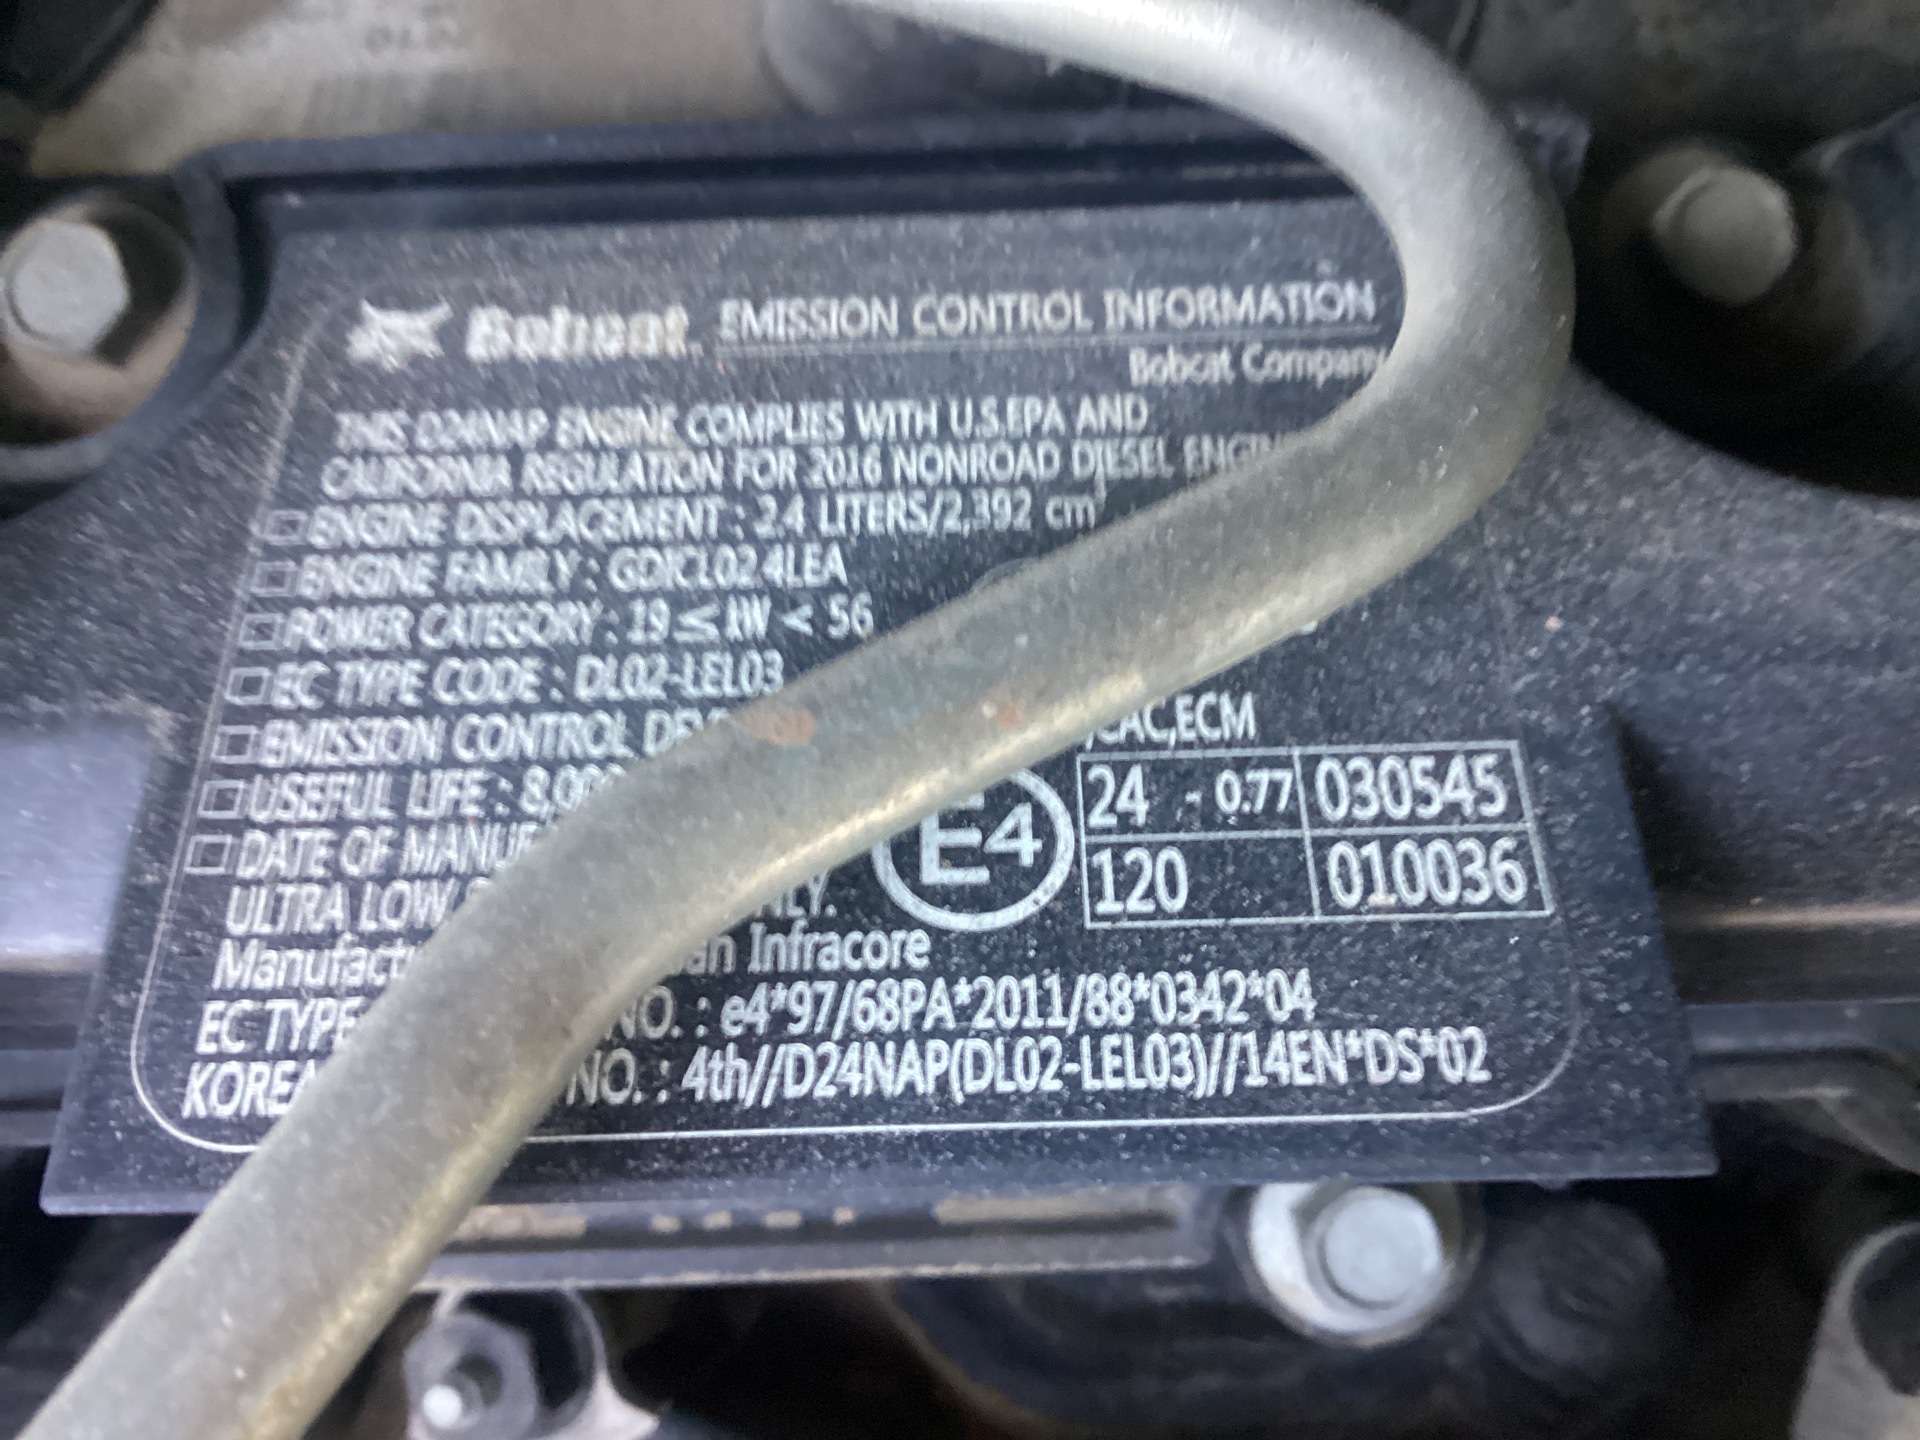 Bobcat. EMISSION CONTROL INFORMATION
Bobcat Company
THIS D24NAP ENGINE COMPLIES WITH U.S.EPA AND
CALIFORNIA REGULATION FOR 2016 NONROAD DIESEL
ENGINE DISPLACEMENT : 2.4 LITERS/2,392 cm
ENGINE FAMILY : GDICL02.4LEA
POWER CATEGORY : 19 ≤ kW < 56
EC TYPE CODE : DL02-LEL03
EMISSION CONTROL ,CAC,ECM
USEFUL LIFE :
DATE OF
ULTRA LOW
E4
24 - 0.77 030545
120 010036
Infracore
EC TYPE NO. : e4*97/68PA*2011/88*0342*04
NO. : 4th//D24NAP(DL02-LEL03)//14EN*DS*02